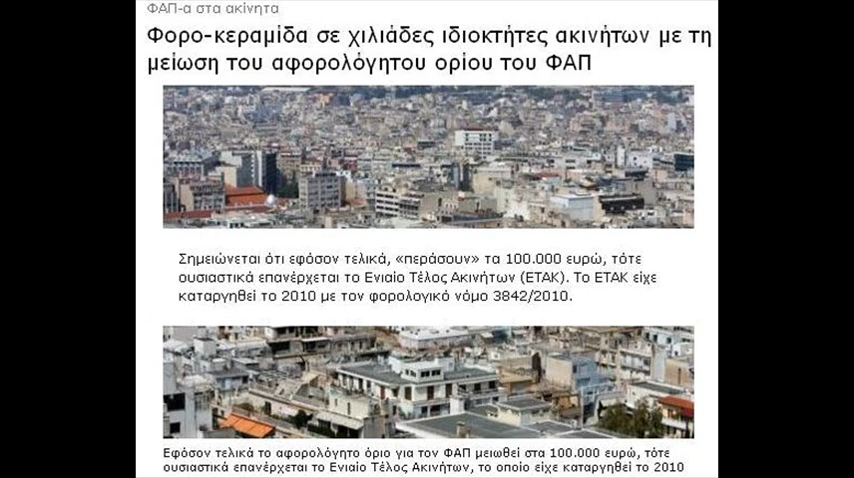 ΦΑΠ-α στα ακίνητα
Φορο-κεραμίδα σε χιλιάδες ιδιοκτήτες ακινήτων με τη
μείωση του αφορολόγητου ορίου του ΦΑΠ
Σημειώνεται ότι εφόσον τελικά, «περάσουν» τα 100.000 ευρώ, τότε
ουσιαστικά επανέρχεται το Ενιαίο Τέλος Ακινήτων (ΕΤΑΚ). Το ΕΤΑΚ είχε
καταργηθεί το 2010 με τον φορολογικό νόμο 3842/2010.
Εφόσον τελικά το αφορολόγητο όριο για τον ΦΑΠ μειωθεί στα 100.000 ευρώ, τότε
ουσιαστικά επανέρχεται το Ενιαίο Τέλος Ακινήτων, το οποίο είχε καταργηθεί το 2010